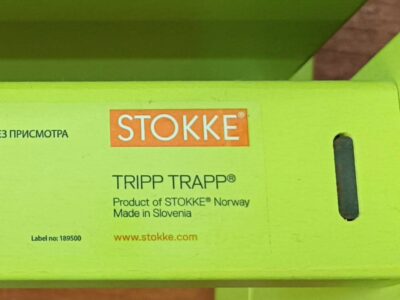 ЕЗ ПРИСМОТРА
STOKKE®
TRIPP TRAPP®
Product of STOKKE® Norway
Made in Slovenia
Label no: 189500
www.stokke.com